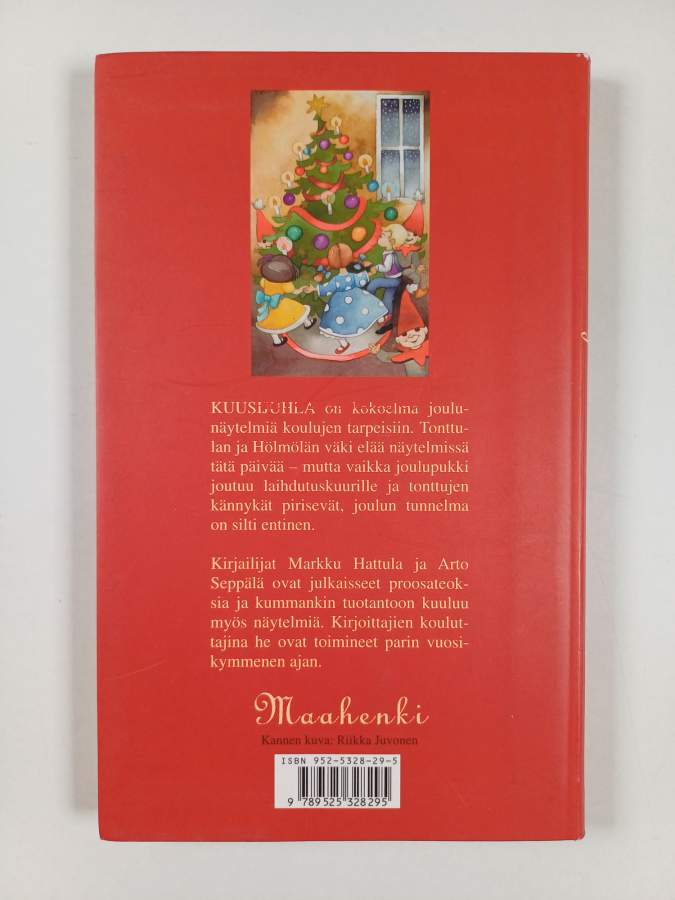 KUUSIJUHLA on kokoelma joulu-
näytelmiä koulujen tarpeisiin. Tonttu-
lan ja Hölmölän väki elää näytelmissä
tätä päivää – mutta vaikka joulupukki
joutuu laihdutuskuurille ja tonttujen
kännykät pirisevät, joulun tunnelma
on silti entinen.
Kirjailijat Markku Hattula ja Arto
Seppälä ovat julkaisseet proosateok-
sia ja kummankin tuotantoon kuuluu
myös näytelmiä. Kirjoittajien koulut-
tajina he ovat toimineet parin vuosi-
kymmenen ajan.
Maahenki
Kannen kuva: Riikka Juvonen
ISBN 952-5328-29-5
9 789525 328295